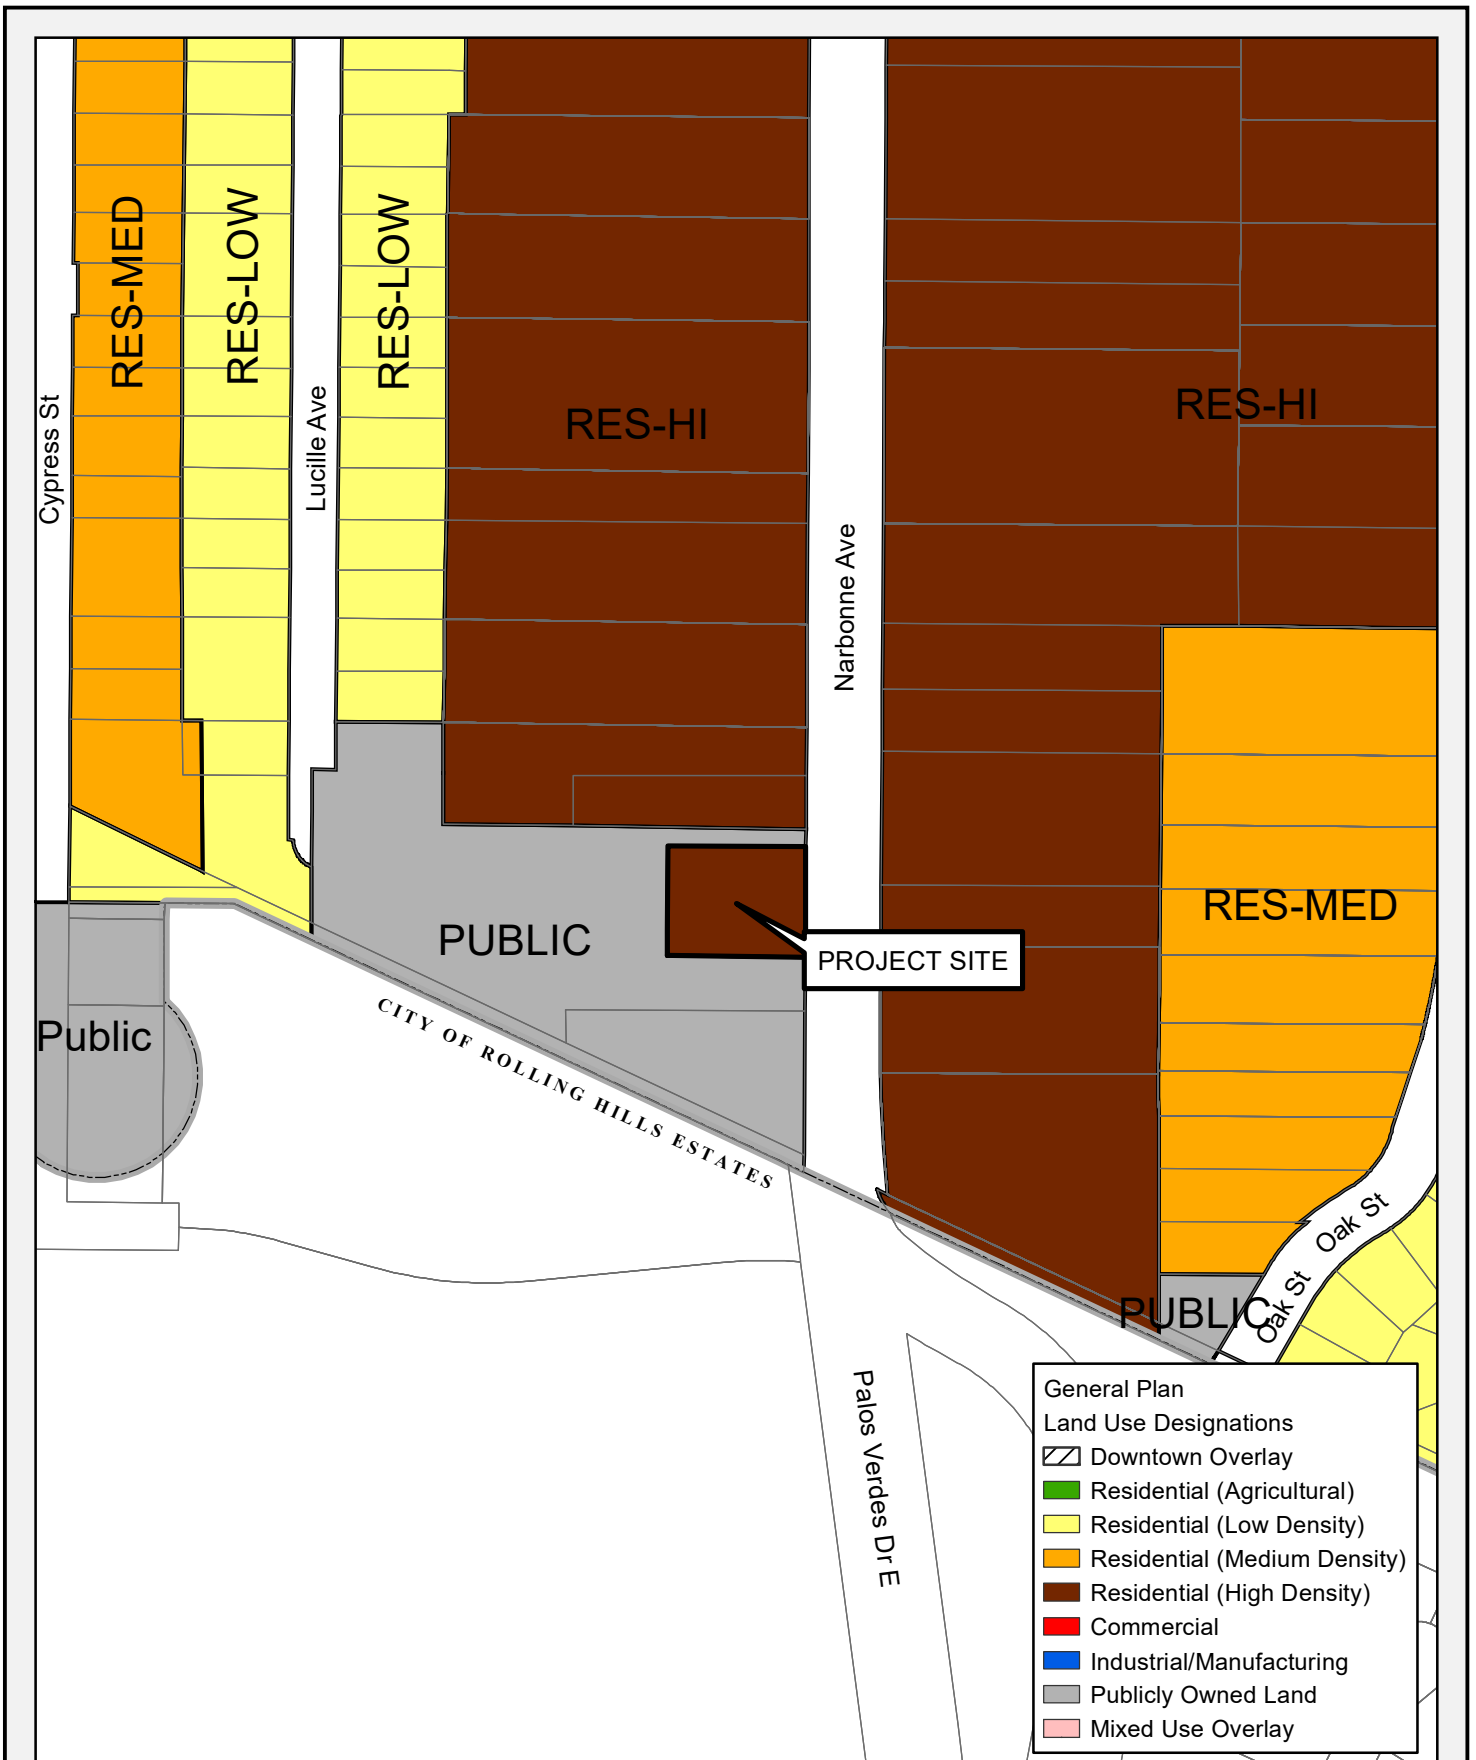 RES-MED
RES-LOW
RES-LOW
Cypress St
Lucille Ave
RES-HI
RES-HI
Narbonne Ave
RES-MED
PUBLIC
PROJECT SITE
Public
CITY OF ROLLING HILLS ESTATES
Oak St
Oak St
PUBLIC
Palos Verdes Dr E
General Plan
Land Use Designations
Downtown Overlay
Residential (Agricultural)
Residential (Low Density)
Residential (Medium Density)
Residential (High Density)
Commercial
Industrial/Manufacturing
Publicly Owned Land
Mixed Use Overlay